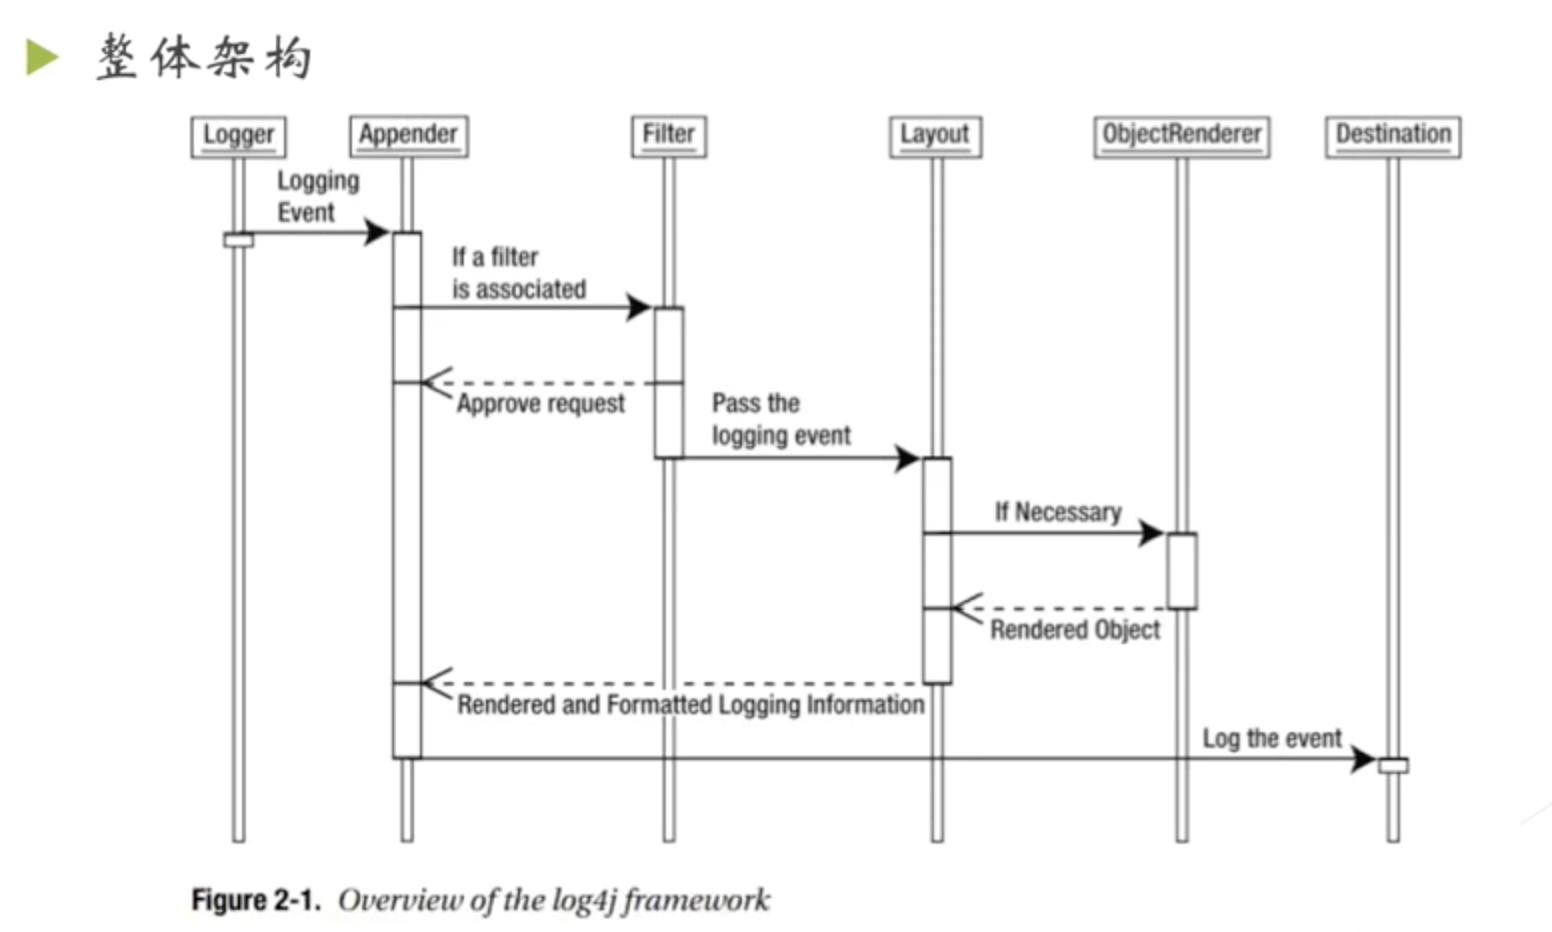 整体架构
Logger Appender Filter Layout ObjectRenderer Destination
Logging
Event
If a filter
is associated
Approve request
Pass the
logging event
If Necessary
Rendered Object
Rendered and Formatted Logging Information
Log the event
Figure 2-1. Overview of the log4j framework